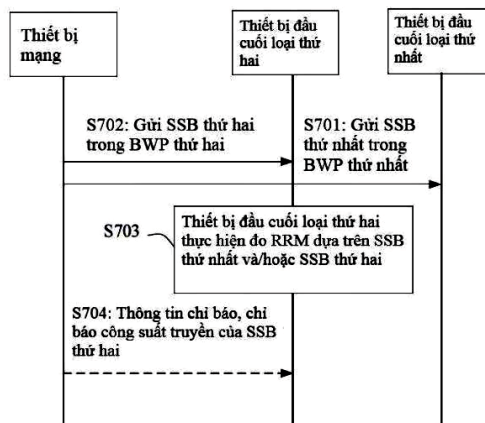 Thiết bị
mạng
Thiết bị đầu
cuối loại thứ
hai
Thiết bị đầu
cuối loại thứ
nhất
S702: Gửi SSB thứ hai
trong BWP thứ hai
S701: Gửi SSB
thứ nhất trong
BWP thứ nhất
S703
Thiết bị đầu cuối loại thứ hai
thực hiện đo RRM dựa trên SSB
thứ nhất và/hoặc SSB thứ hai
S704: Thông tin chỉ báo, chỉ
báo công suất truyền của SSB
thứ hai